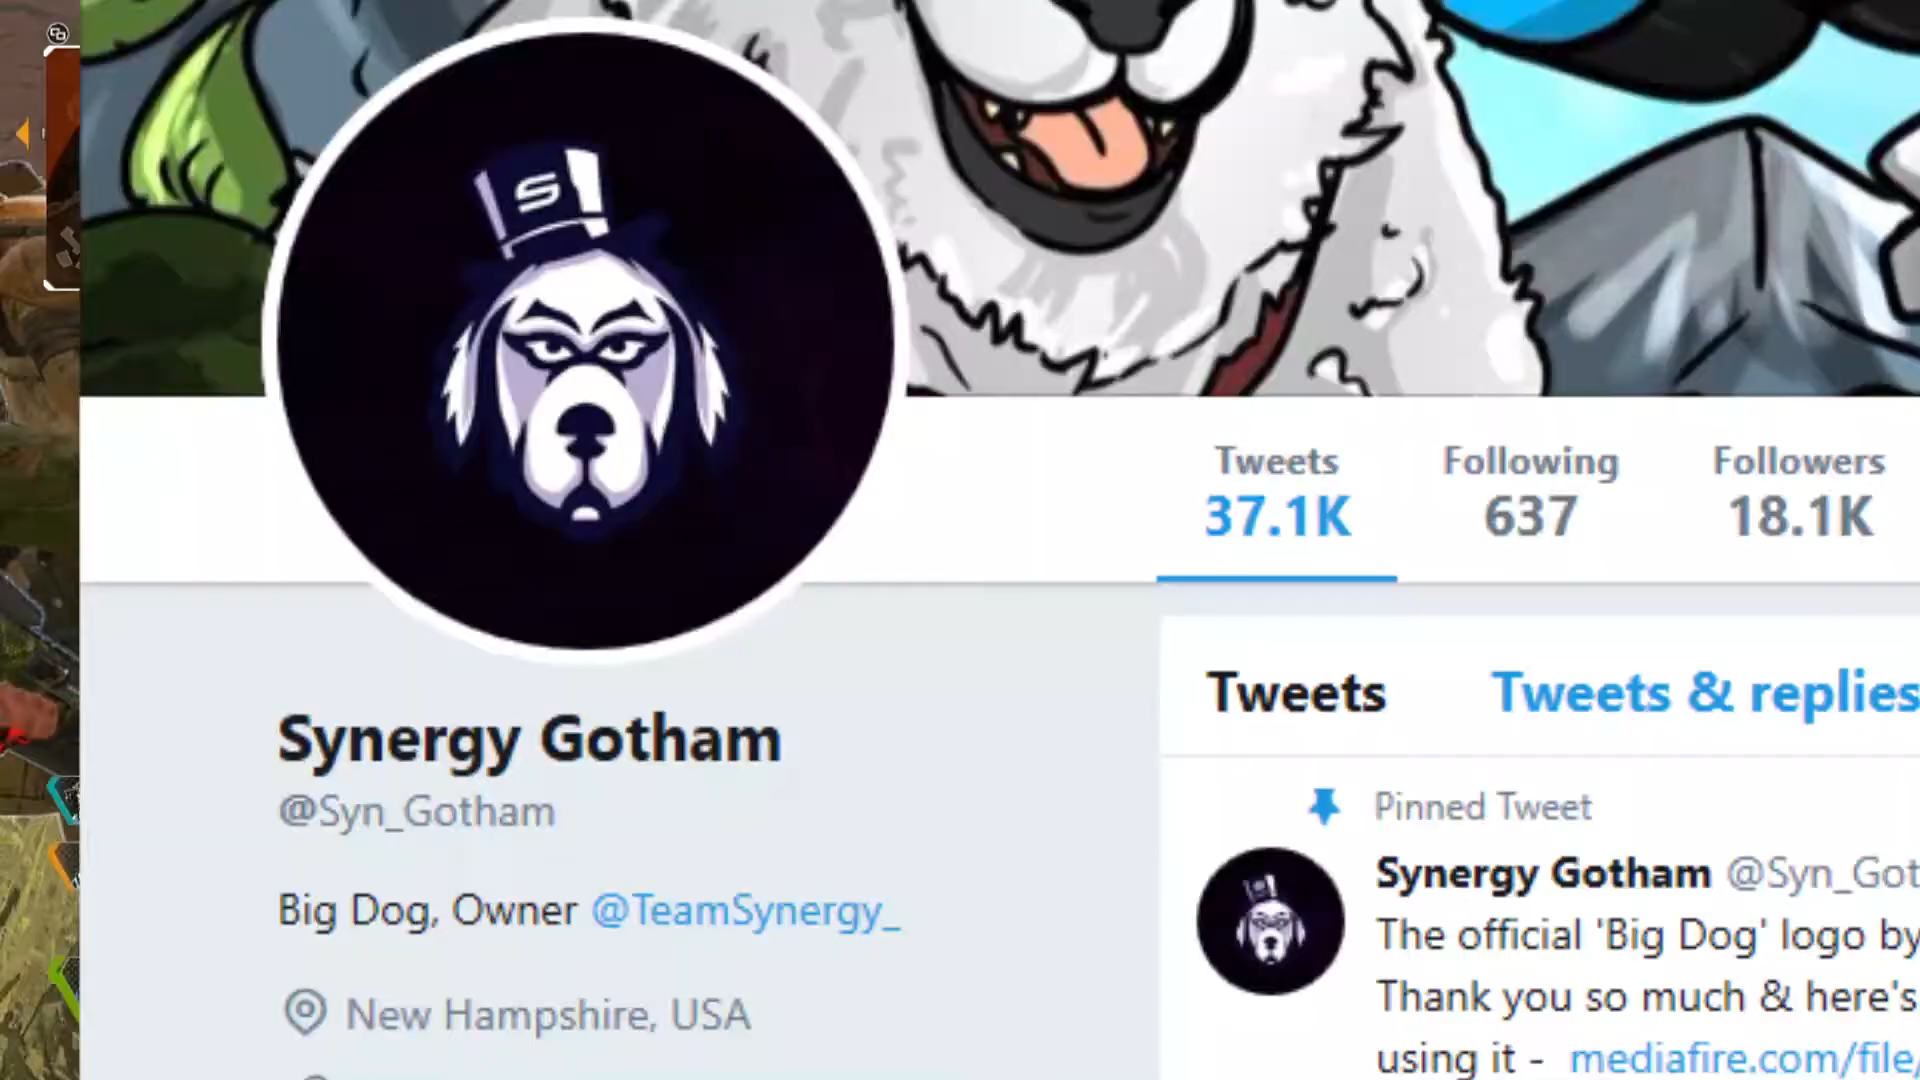 S
Tweets
37.1K
Following
637
Followers
18.1K
Tweets
Tweets & replies
Synergy Gotham
@Syn_Gotham
Big Dog, Owner @TeamSynergy_
New Hampshire, USA
Pinned Tweet
Synergy Gotham @Syn_Got
The official 'Big Dog' logo by
Thank you so much & here's
using it - mediafire.com/file/